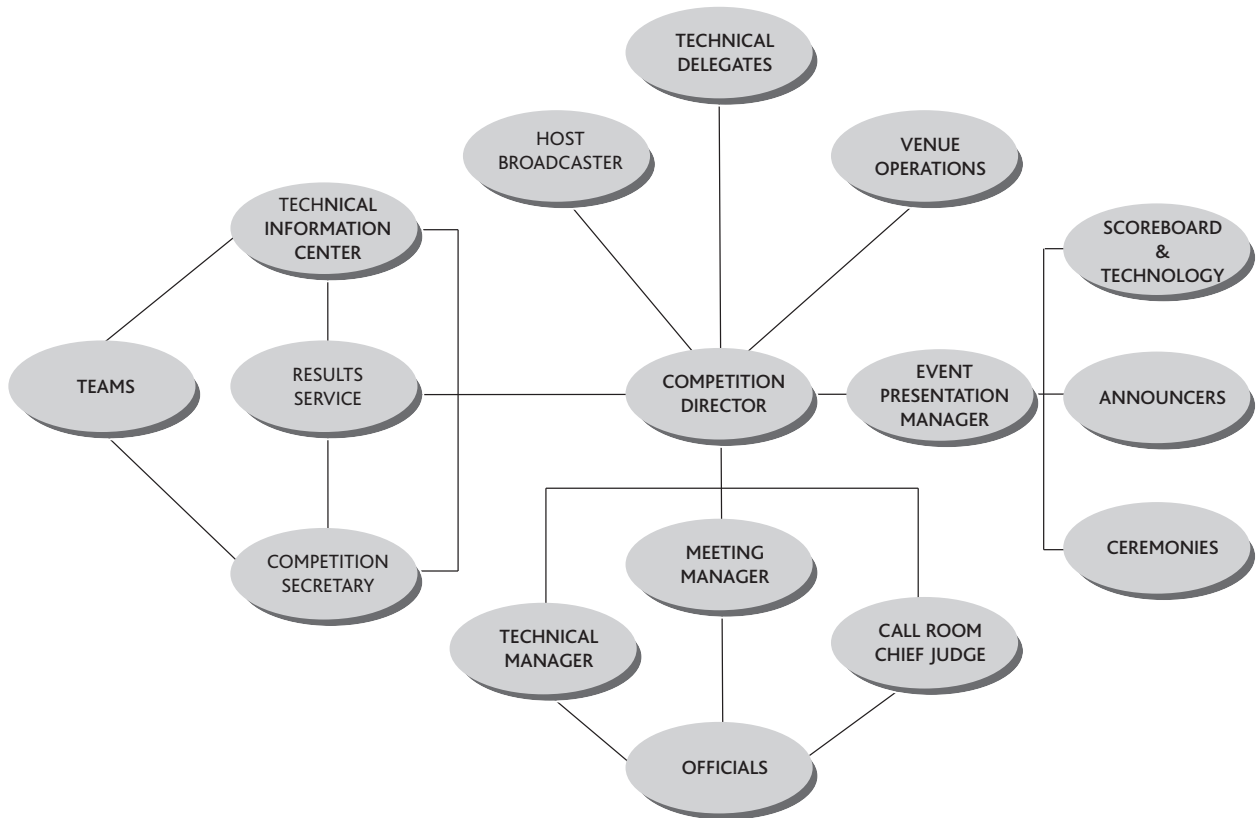 TECHNICAL
DELEGATES
HOST
BROADCASTER
VENUE
OPERATIONS
TECHNICAL
INFORMATION
CENTER
SCOREBOARD
&
TECHNOLOGY
TEAMS
RESULTS
SERVICE
COMPETITION
DIRECTOR
EVENT
PRESENTATION
MANAGER
ANNOUNCERS
COMPETITION
SECRETARY
MEETING
MANAGER
CEREMONIES
TECHNICAL
MANAGER
CALL ROOM
CHIEF JUDGE
OFFICIALS